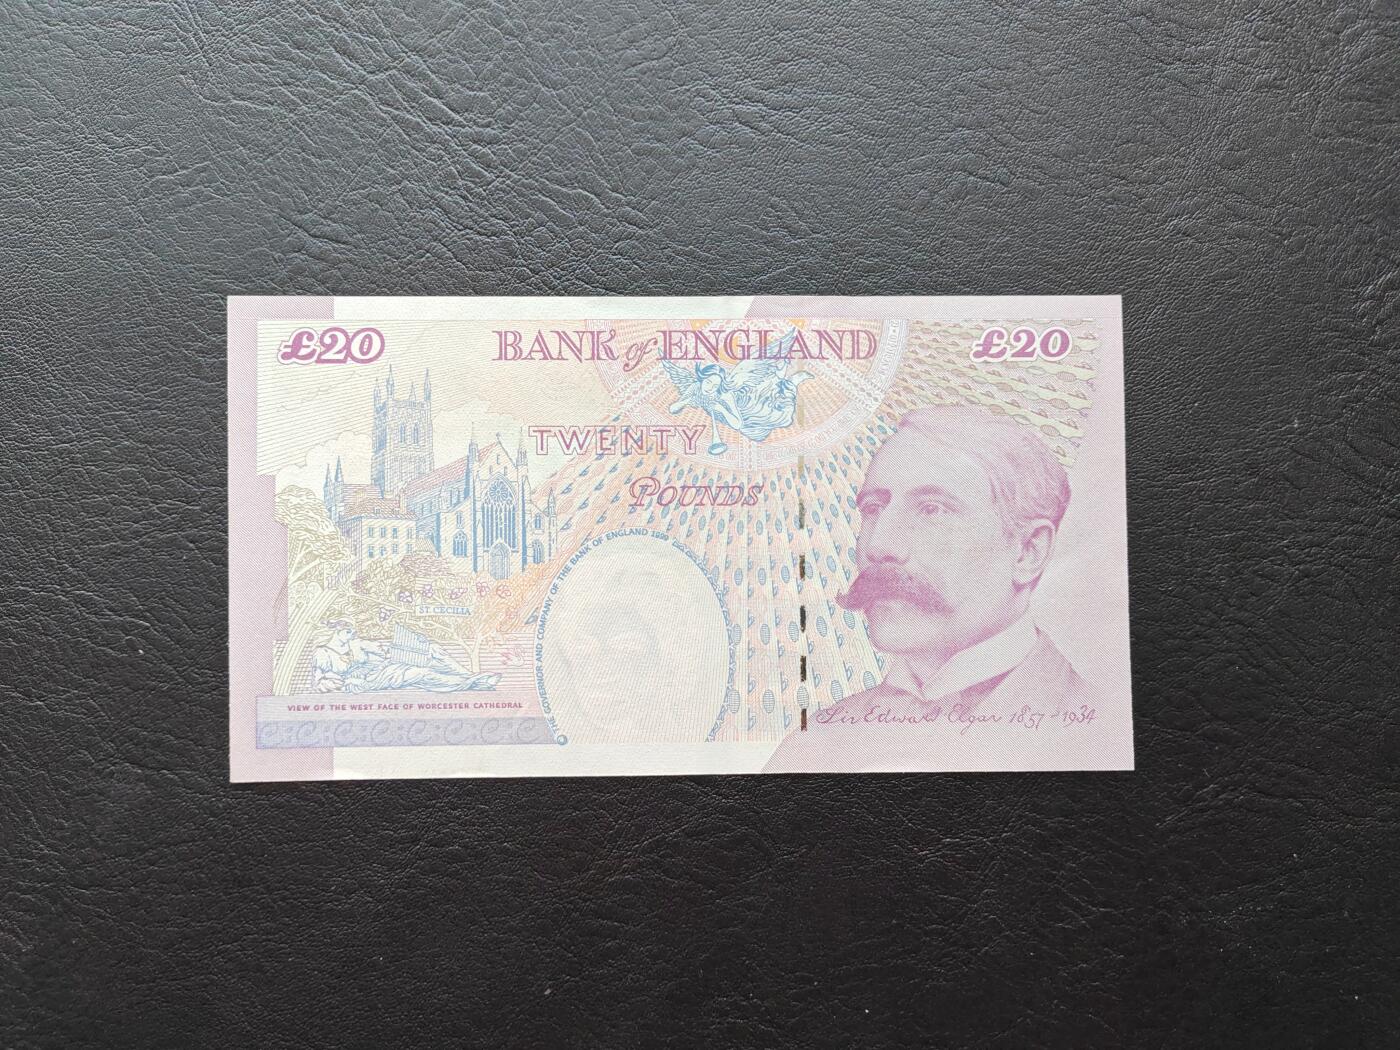 £20 BANK of ENGLAND £20
TWENTY
POUNDS
© THE GOVERNOR AND COMPANY OF THE BANK OF ENGLAND 1999
ST. CECILIA
VIEW OF THE WEST FACE OF WORCESTER CATHEDRAL
Sir Edward Elgar 1857-1934